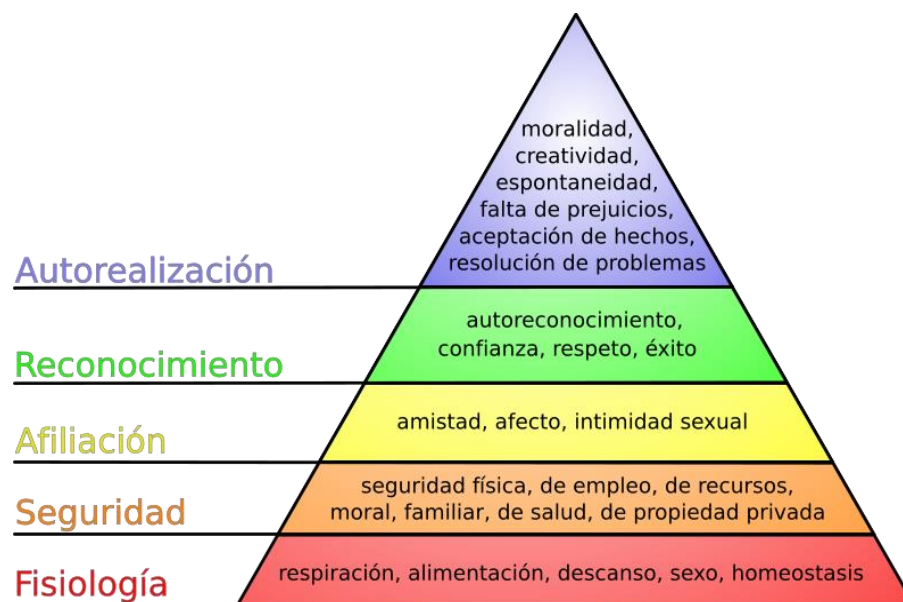 moralidad,
creatividad,
espontaneidad,
falta de prejuicios,
aceptación de hechos,
resolución de problemas
Autorealización
autoreconocimiento,
confianza, respeto, éxito
Reconocimiento
amistad, afecto, intimidad sexual
Afiliación
seguridad física, de empleo, de recursos,
moral, familiar, de salud, de propiedad privada
Seguridad
respiración, alimentación, descanso, sexo, homeostasis
Fisiología